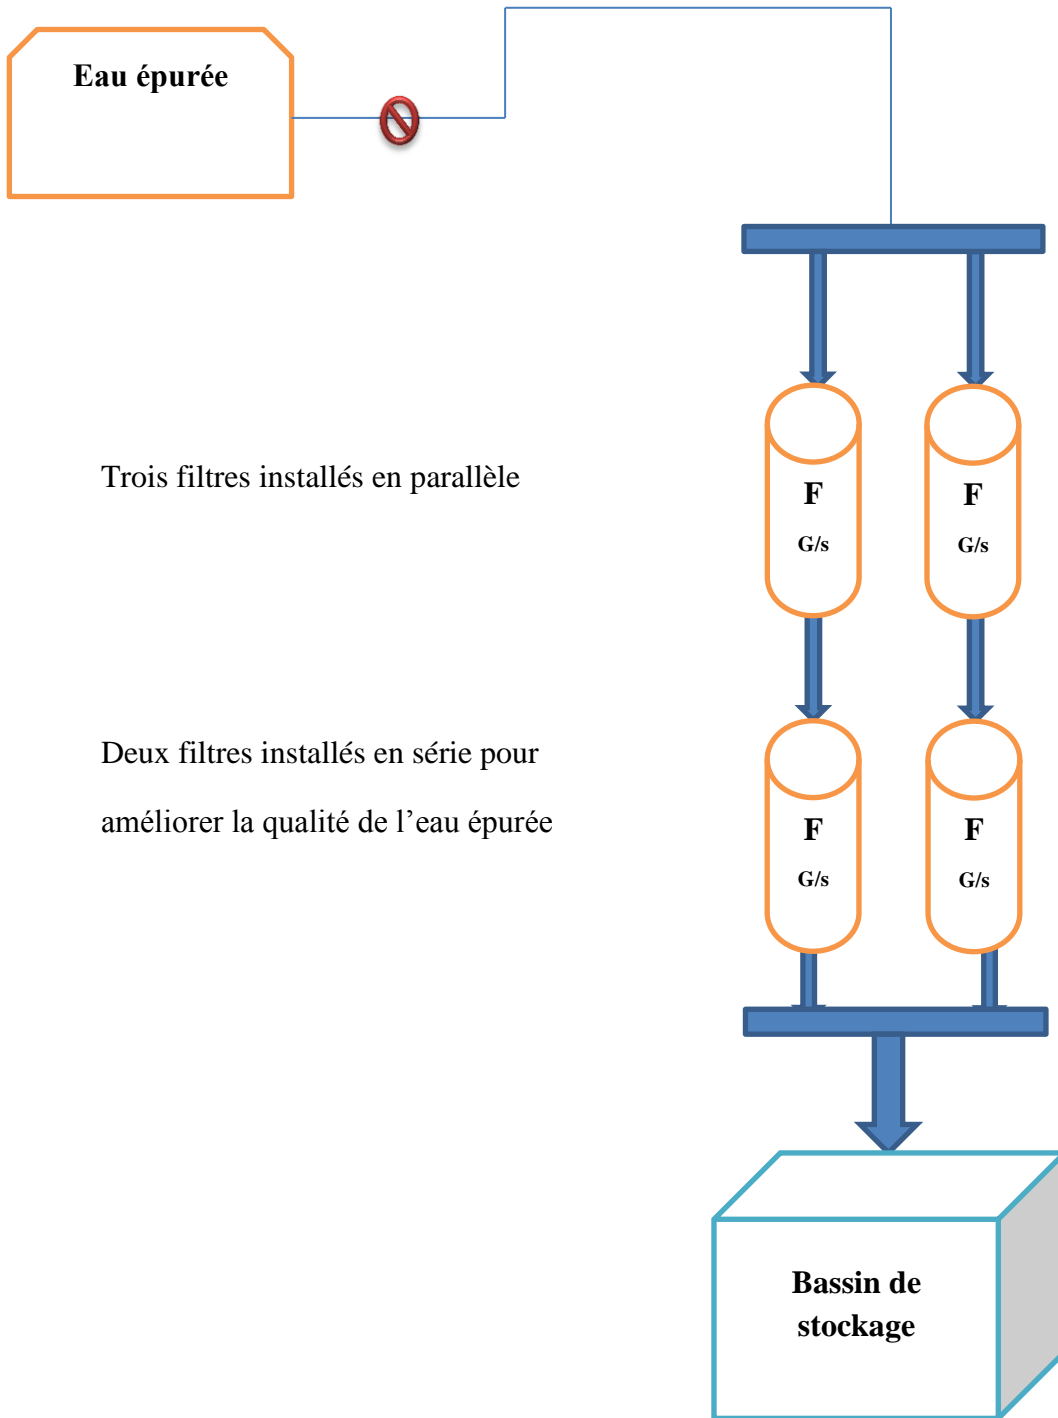 Eau épurée
Trois filtres installés en parallèle
F
F
G/s
G/s
Deux filtres installés en série pour
améliorer la qualité de l’eau épurée
F
F
G/s
G/s
Bassin de
stockage